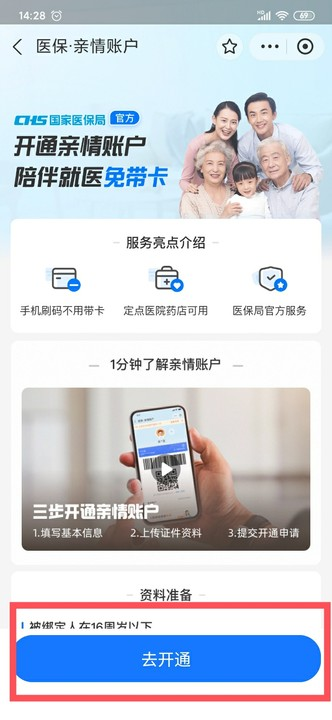 14:28
医保·亲情账户
CHS 国家医保局 官方
开通亲情账户
陪伴就医免带卡
服务亮点介绍
手机刷码不用带卡 定点医院药店可用 医保局官方服务
1分钟了解亲情账户
三步开通亲情账户
1.填写基本信息 2.上传证件资料 3.提交开通申请
资料准备
被绑定人在16周岁以下
去开通